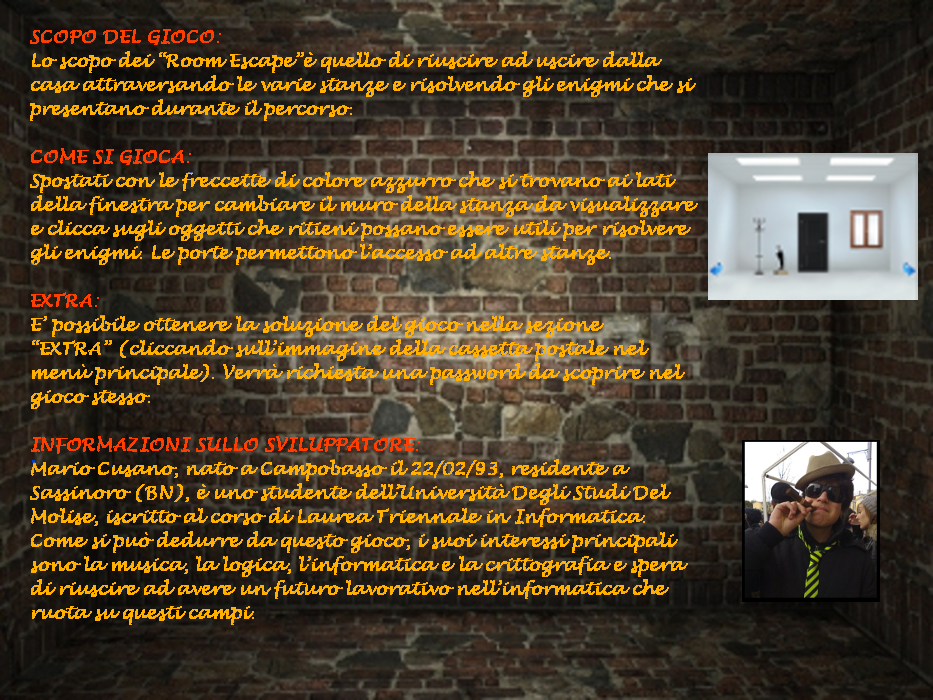 SCOPO DEL GIOCO:
Lo scopo dei “Room Escape”è quello di riuscire ad uscire dalla
casa attraversando le varie stanze e risolvendo gli enigmi che si
presentano durante il percorso.
COME SI GIOCA:
Spostati con le freccette di colore azzurro che si trovano ai lati
della finestra per cambiare il muro della stanza da visualizzare
e clicca sugli oggetti che ritieni possano essere utili per risolvere
gli enigmi. Le porte permettono l’accesso ad altre stanze.
EXTRA:
E’ possibile ottenere la soluzione del gioco nella sezione
“EXTRA” (cliccando sull’immagine della cassetta postale nel
menù principale). Verrà richiesta una password da scoprire nel
gioco stesso.
INFORMAZIONI SULLO SVILUPPATORE:
Mario Cusano, nato a Campobasso il 22/02/93, residente a
Sassinoro (BN), è uno studente dell’Università Degli Studi Del
Molise, iscritto al corso di Laurea Triennale in Informatica.
Come si può dedurre da questo gioco, i suoi interessi principali
sono la musica, la logica, l’informatica e la crittografia e spera
di riuscire ad avere un futuro lavorativo nell’informatica che
ruota su questi campi.